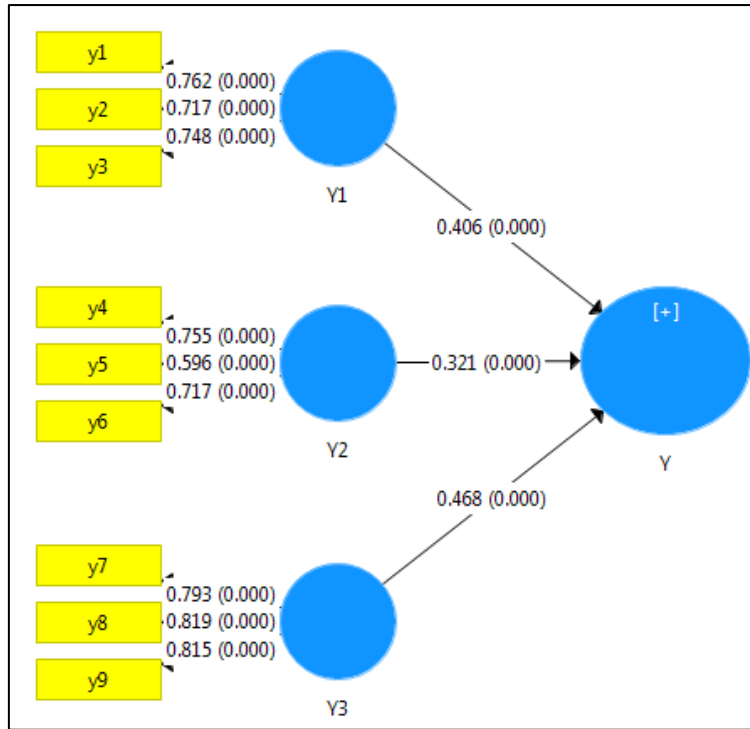 y1
0.762 (0.000)
y2
0.717 (0.000)
0.748 (0.000)
y3
Y1
0.406 (0.000)
y4
0.755 (0.000)
y5
0.596 (0.000)
0.717 (0.000)
y6
Y2
0.321 (0.000)
[+]
Y
0.468 (0.000)
y7
0.793 (0.000)
y8
0.819 (0.000)
0.815 (0.000)
y9
Y3